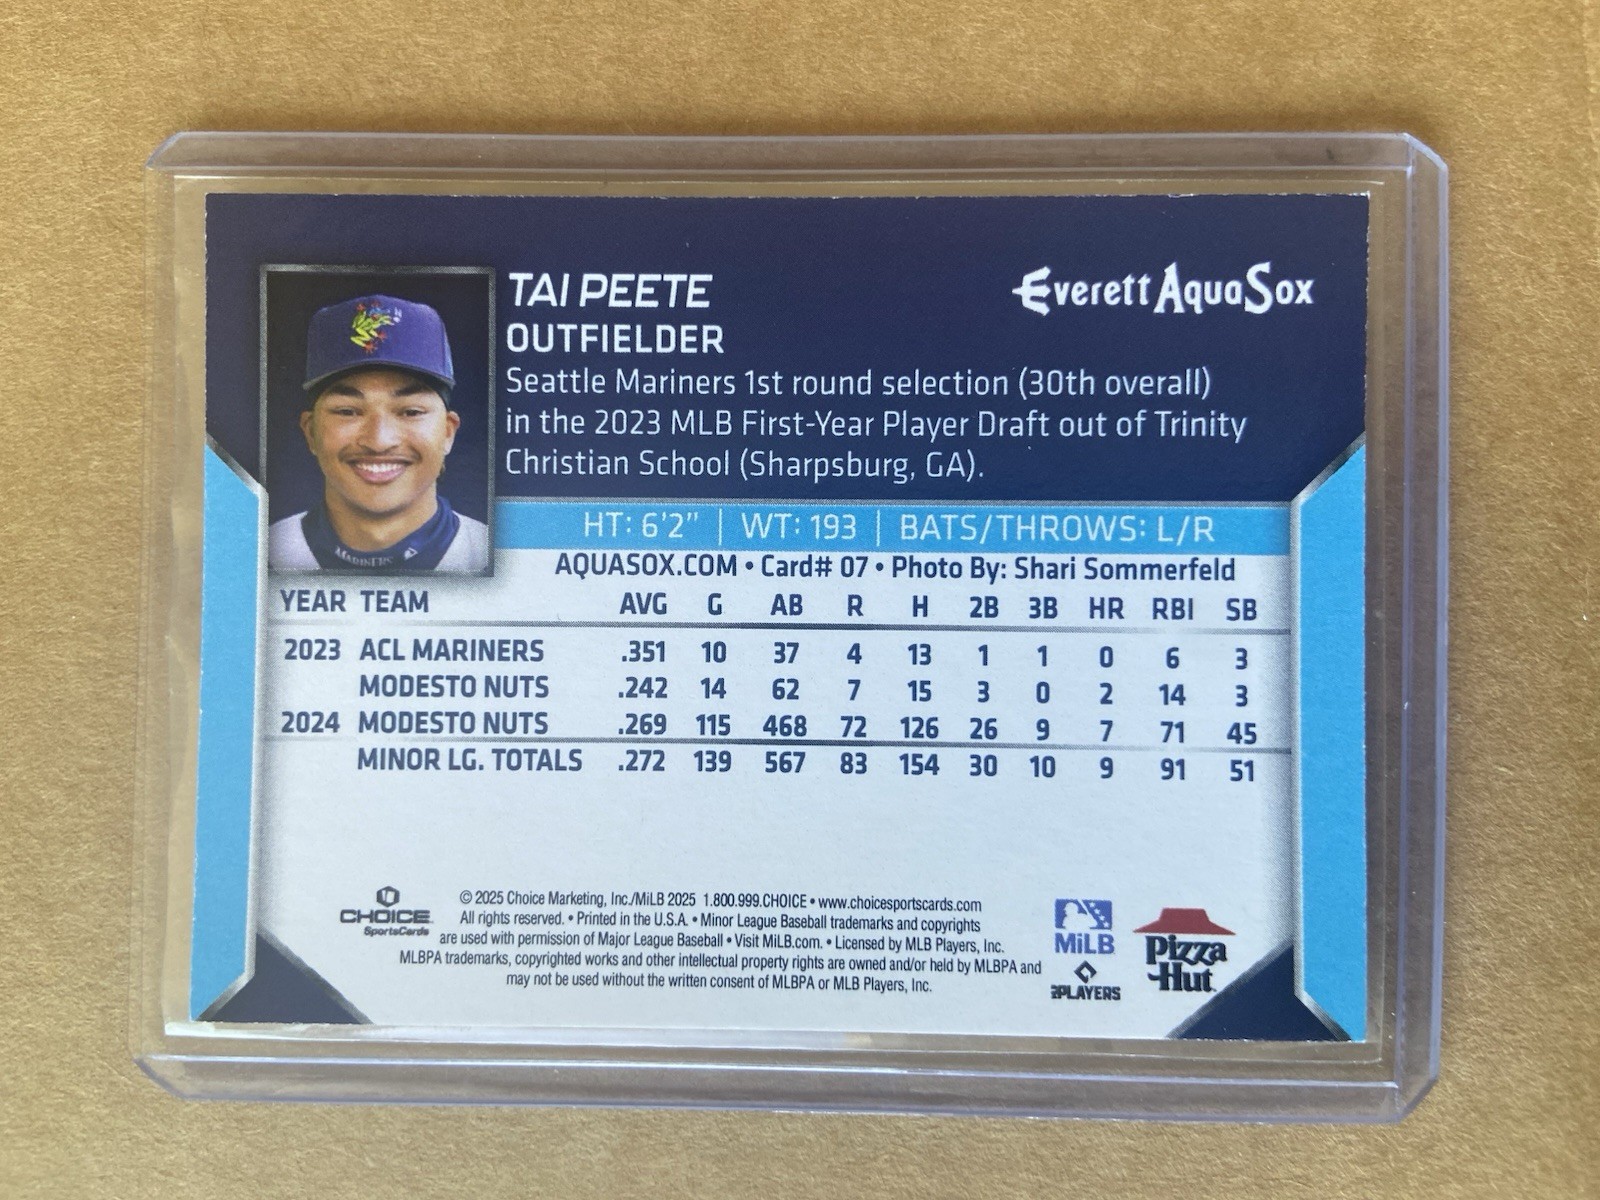 TAI PEETE
Everett AquaSox
OUTFIELDER
Seattle Mariners 1st round selection (30th overall)
in the 2023 MLB First-Year Player Draft out of Trinity
Christian School (Sharpsburg, GA).
HT: 6'2" | WT: 193 | BATS/THROWS: L/R
MARINERS
AQUASOX.COM • Card# 07 • Photo By: Shari Sommerfeld
YEAR TEAM AVG G AB R H 2B 3B HR RBI SB
2023 ACL MARINERS .351 10 37 4 13 1 1 0 6 3
MODESTO NUTS .242 14 62 7 15 3 0 2 14 3
2024 MODESTO NUTS .269 115 468 72 126 26 9 7 71 45
MINOR LG. TOTALS .272 139 567 83 154 30 10 9 91 51
CHOICE
SportsCards
© 2025 Choice Marketing, Inc./MiLB 2025 1.800.999.CHOICE • www.choicesportscards.com
All rights reserved. • Printed in the U.S.A. • Minor League Baseball trademarks and copyrights
are used with permission of Major League Baseball • Visit MiLB.com. • Licensed by MLB Players, Inc.
MLBPA trademarks, copyrighted works and other intellectual property rights are owned and/or held by MLBPA and
may not be used without the written consent of MLBPA or MLB Players, Inc.
MiLB
PLAYERS
Pizza
Hut